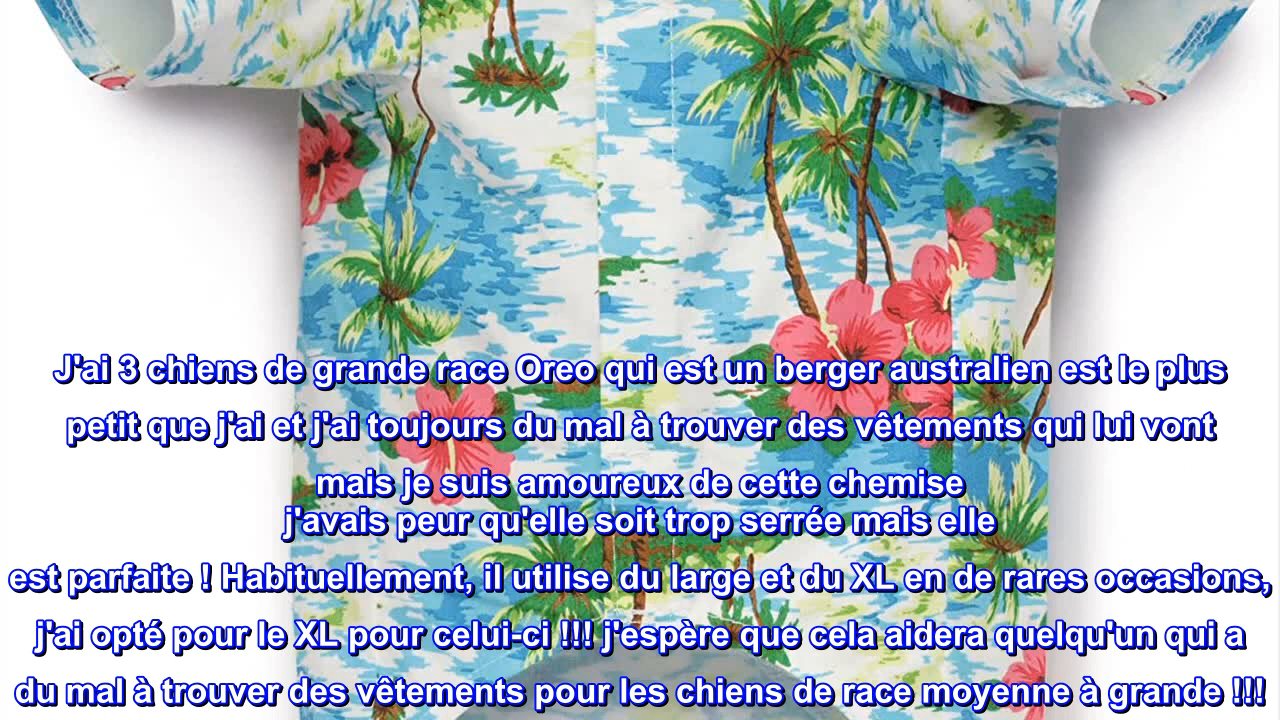 J'ai 3 chiens de grande race Oreo qui est un berger australien est le plus
petit que j'ai et j'ai toujours du mal à trouver des vêtements qui lui vont
mais je suis amoureux de cette chemise
j'avais peur qu'elle soit trop serrée mais elle
est parfaite ! Habituellement, il utilise du large et du XL en de rares occasions,
j'ai opté pour le XL pour celui-ci !!! j'espère que cela aidera quelqu'un qui a
du mal à trouver des vêtements pour les chiens de race moyenne à grande !!!